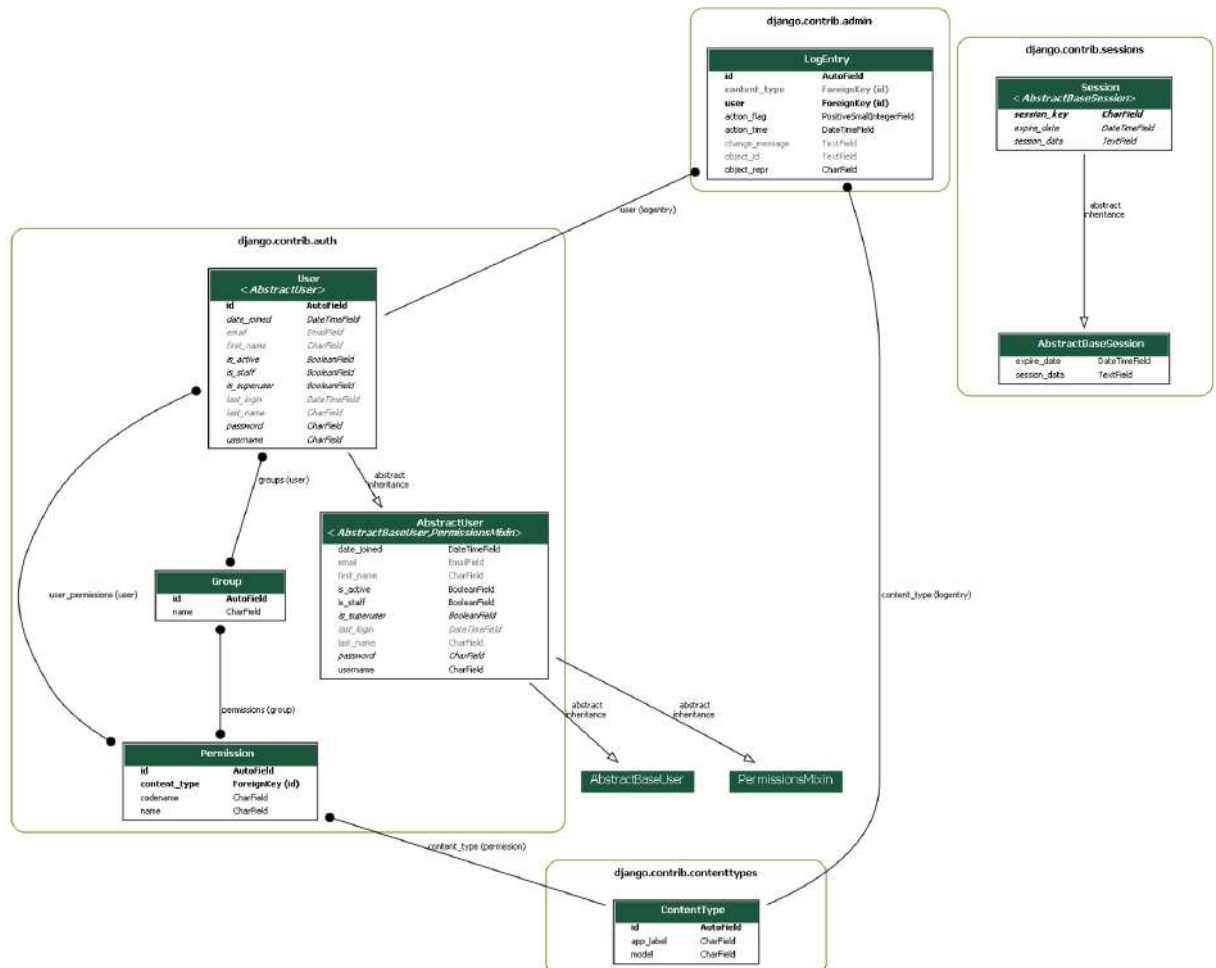 django.contrib.admin
LogEntry
id AutoField
content_type ForeignKey (id)
user ForeignKey (id)
action_flag PositiveSmallIntegerField
action_time DateTimeField
change_message TextField
object_id TextField
object_repr CharField
django.contrib.sessions
Session
<AbstractBaseSession>
session_key CharField
expire_date DateTimeField
session_data TextField
abstract
inheritance
AbstractBaseSession
expire_date DateTimeField
session_data TextField
user (logentry)
django.contrib.auth
User
<AbstractUser>
id AutoField
date_joined DateTimeField
email EmailField
first_name CharField
is_active BooleanField
is_staff BooleanField
is_superuser BooleanField
last_login DateTimeField
last_name CharField
password CharField
username CharField
groups (user)
abstract
inheritance
AbstractUser
<AbstractBaseUser,PermissionsMixin>
date_joined DateTimeField
email EmailField
first_name CharField
is_active BooleanField
is_staff BooleanField
is_superuser BooleanField
last_login DateTimeField
last_name CharField
password CharField
username CharField
user_permissions (user)
Group
id AutoField
name CharField
content_type (logentry)
permissions (group)
abstract
inheritance
abstract
inheritance
Permission
id AutoField
content_type ForeignKey (id)
codename CharField
name CharField
AbstractBaseUser
PermissionsMixin
content_type (permission)
django.contrib.contenttypes
ContentType
id AutoField
app_label CharField
model CharField